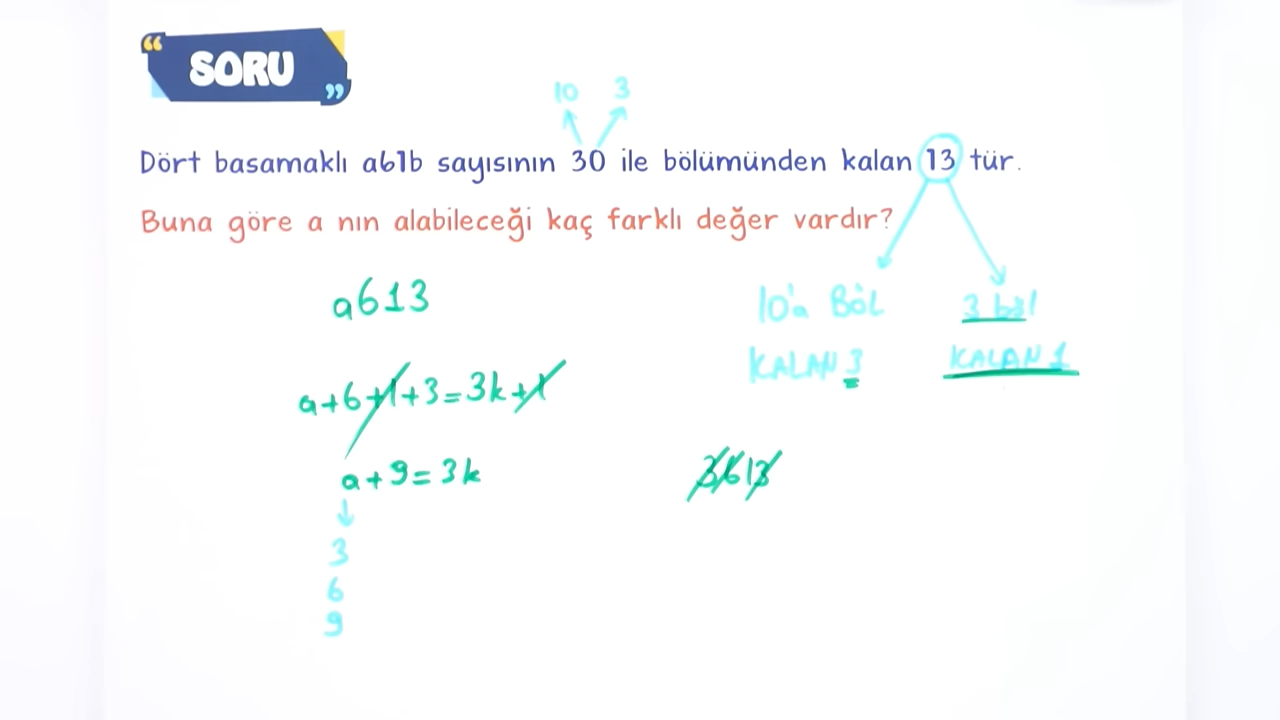 SORU
10 3
Dört basamaklı a61b sayısının 30 ile bölümünden kalan 13 tür.
Buna göre a nın alabileceği kaç farklı değer vardır?
a613
10'a BÖL
3 böl
KALAN 3
KALAN 1
a+6+1+3=3k+1
a+9=3k
3613
3
6
9